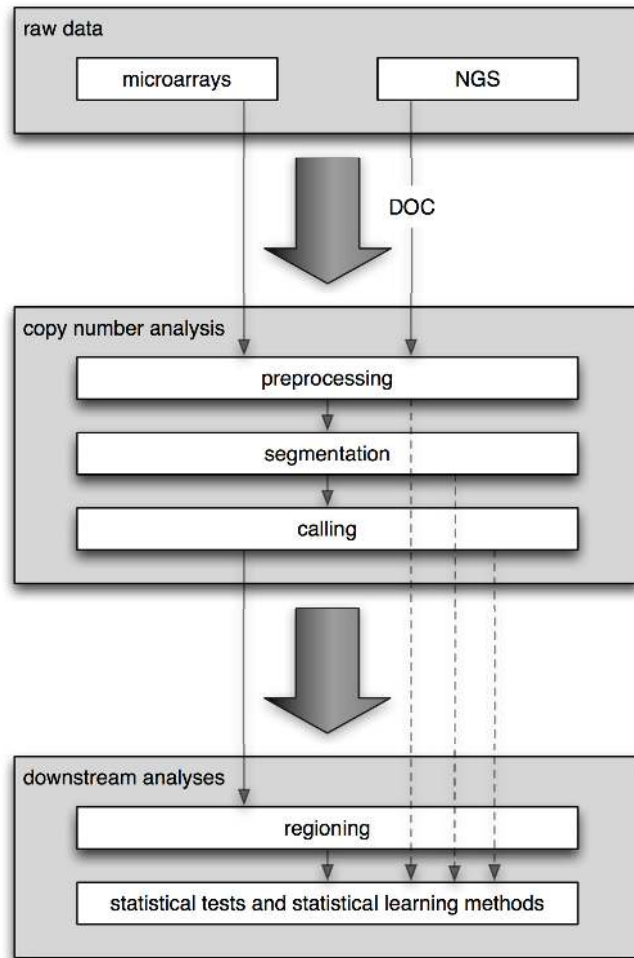 raw data
microarrays
NGS
DOC
copy number analysis
preprocessing
segmentation
calling
downstream analyses
regioning
statistical tests and statistical learning methods